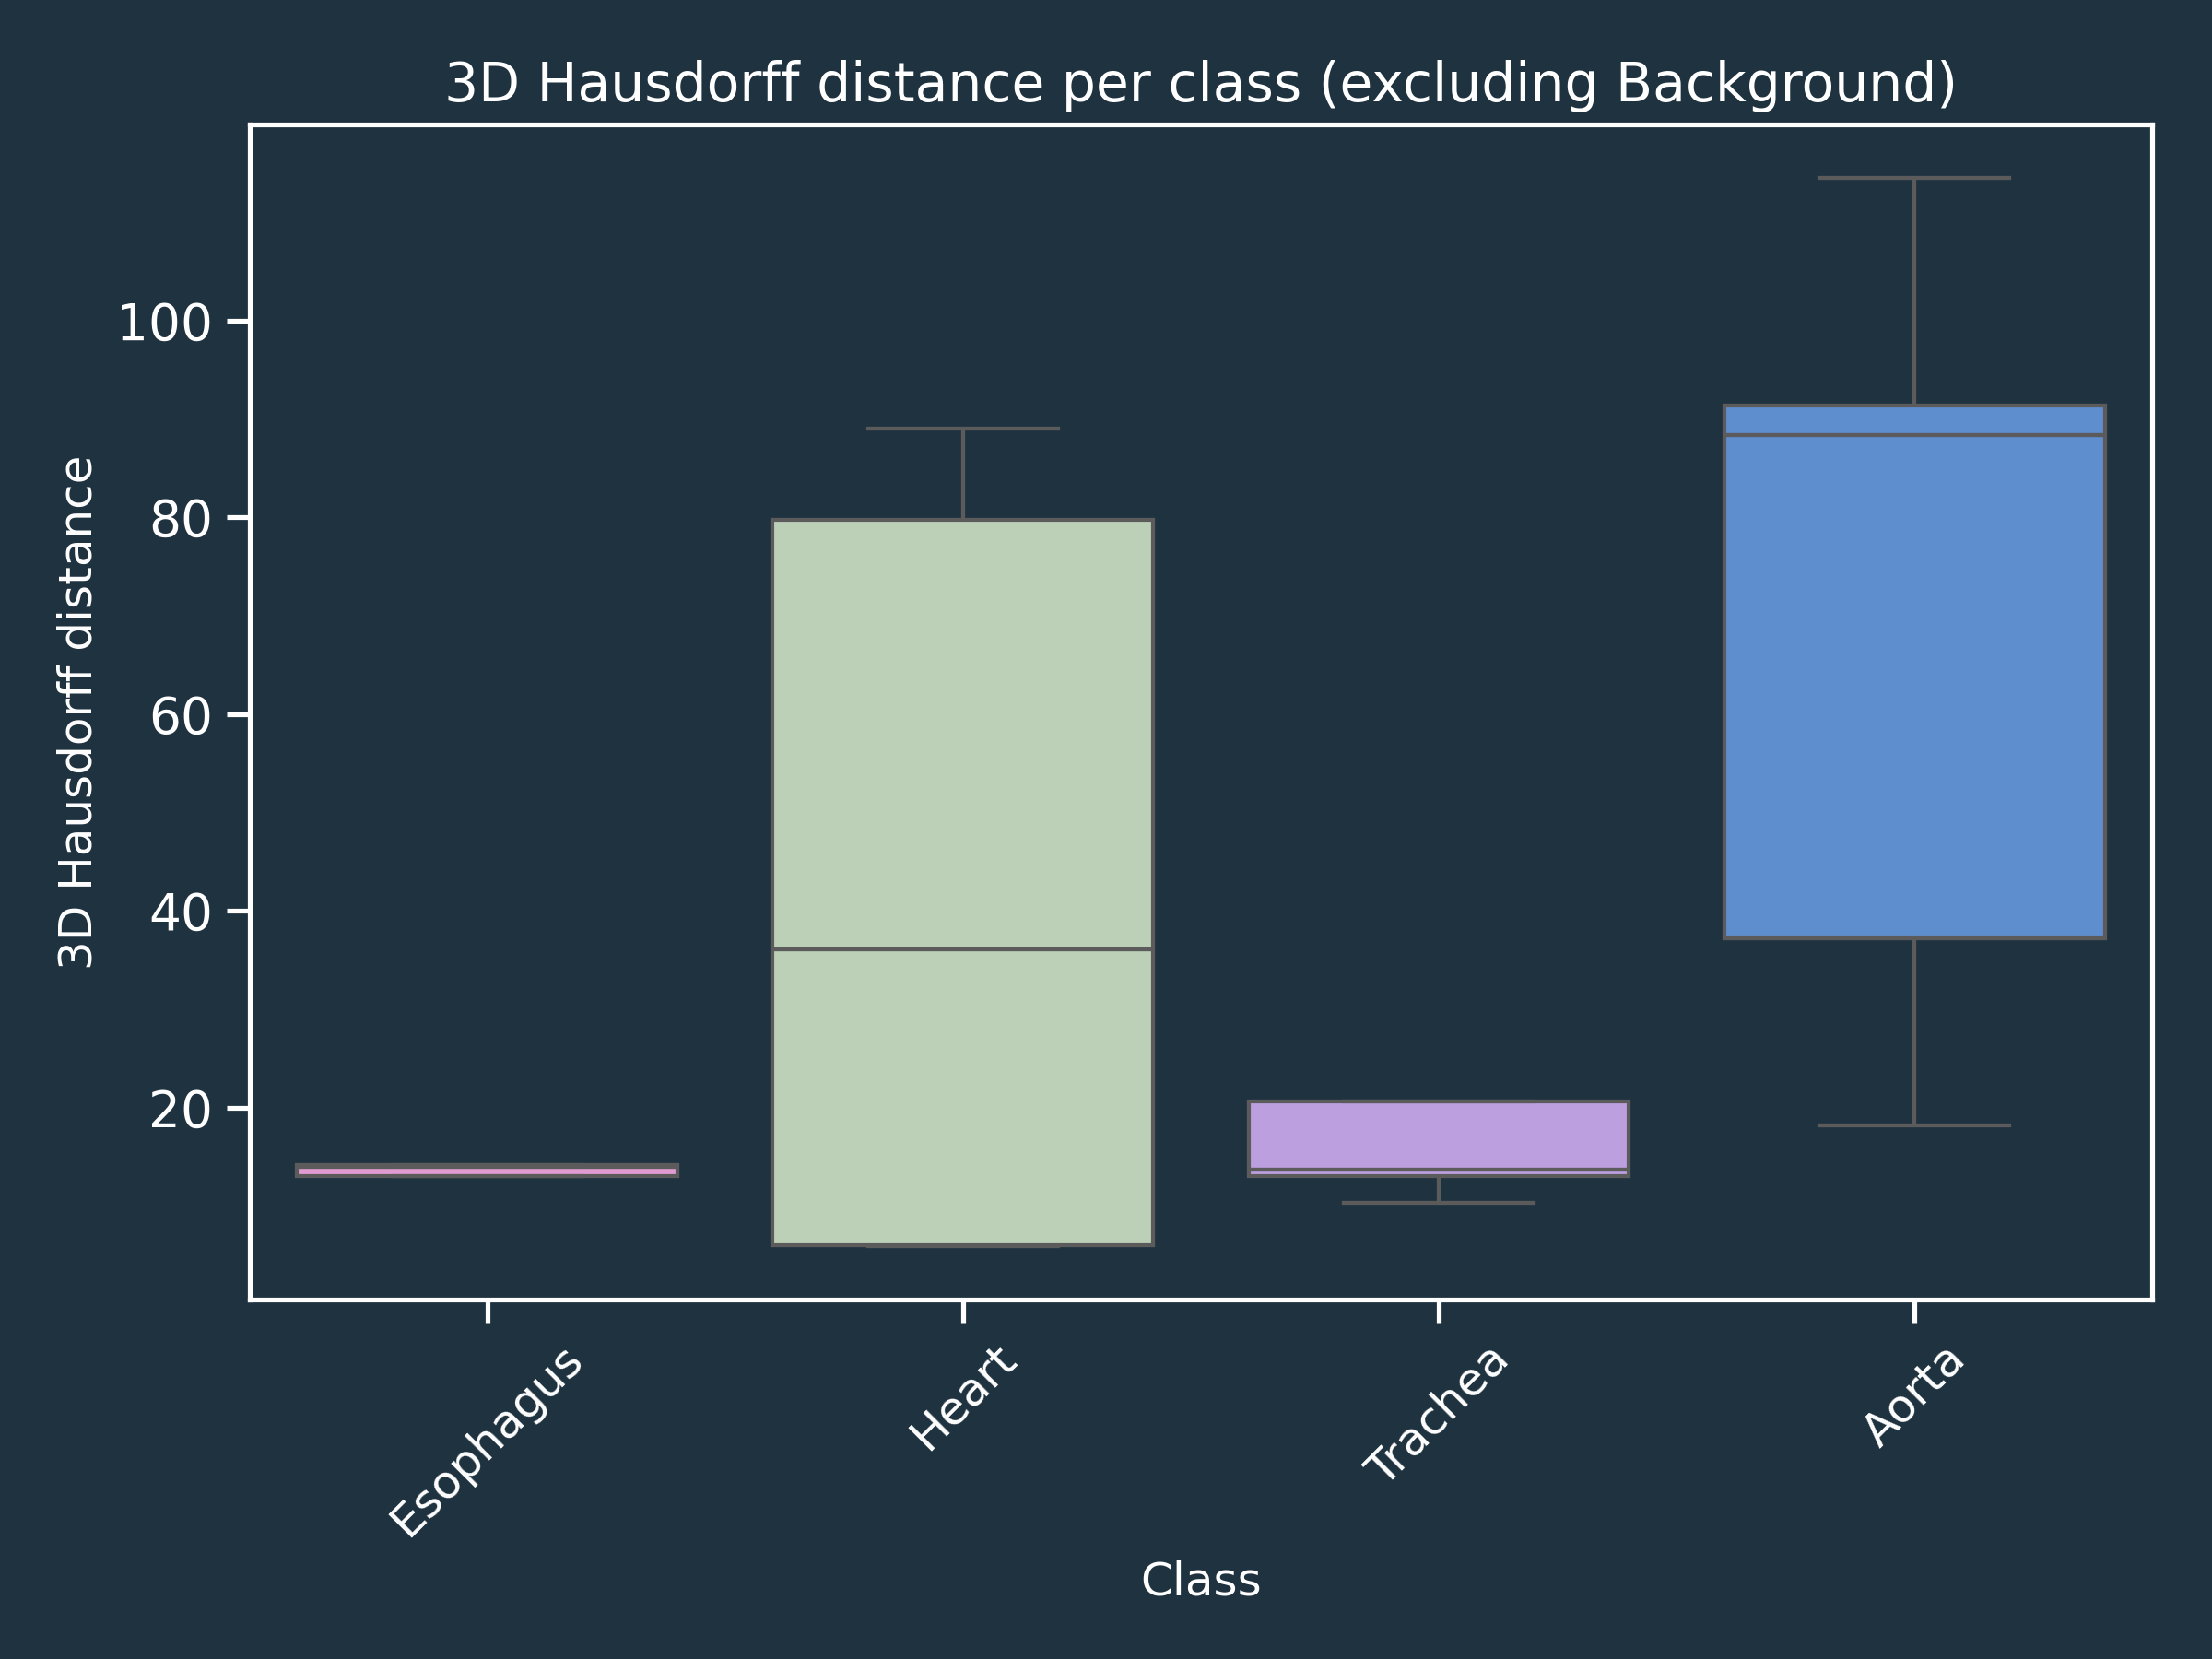 3D Hausdorff distance per class (excluding Background)
3D Hausdorff distance
100
80
60
40
20
Esophagus
Heart
Trachea
Aorta
Class